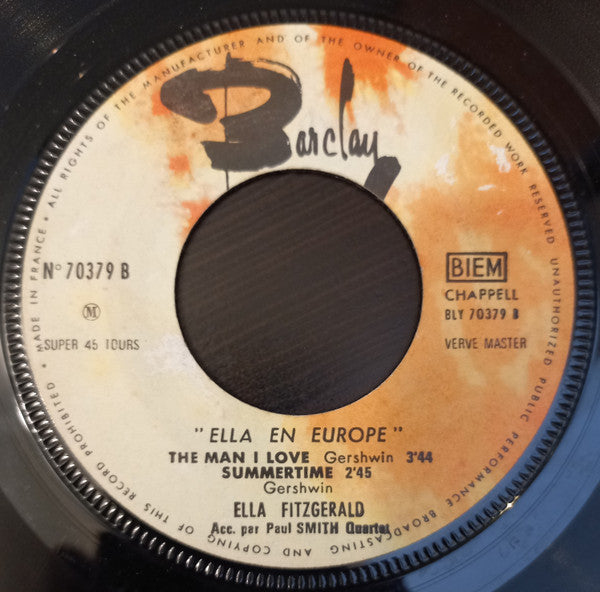 • MADE IN FRANCE • ALL RIGHTS OF THE MANUFACTURER AND OF THE OWNER OF THE RECORDED WORK RESERVED UNAUTHORIZED PUBLIC PERFORMANCE BROADCASTING AND COPYING OF THIS RECORD PROHIBITED
Barclay
N° 70379 B
BIEM
CHAPPELL
BLY 70379 B
M
SUPER 45 TOURS
VERVE MASTER
"ELLA EN EUROPE"
THE MAN I LOVE Gershwin 3'44
SUMMERTIME 2'45
Gershwin
ELLA FITZGERALD
Acc. par Paul SMITH Quartet